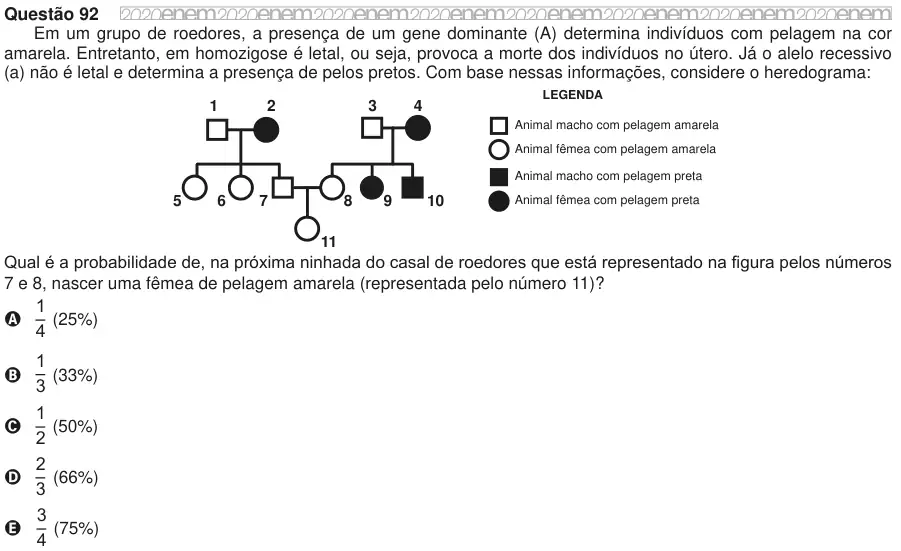 Questão 92 2020enem2020enem2020enem2020enem2020enem2020enem2020enem2020enem
Em um grupo de roedores, a presença de um gene dominante (A) determina indivíduos com pelagem na cor
amarela. Entretanto, em homozigose é letal, ou seja, provoca a morte dos indivíduos no útero. Já o alelo recessivo
(a) não é letal e determina a presença de pelos pretos. Com base nessas informações, considere o heredograma:
LEGENDA
1 2 3 4
Animal macho com pelagem amarela
Animal fêmea com pelagem amarela
Animal macho com pelagem preta
Animal fêmea com pelagem preta
5 6 7 8 9 10
11
Qual é a probabilidade de, na próxima ninhada do casal de roedores que está representado na figura pelos números
7 e 8, nascer uma fêmea de pelagem amarela (representada pelo número 11)?
A 1/4 (25%)
B 1/3 (33%)
C 1/2 (50%)
D 2/3 (66%)
E 3/4 (75%)